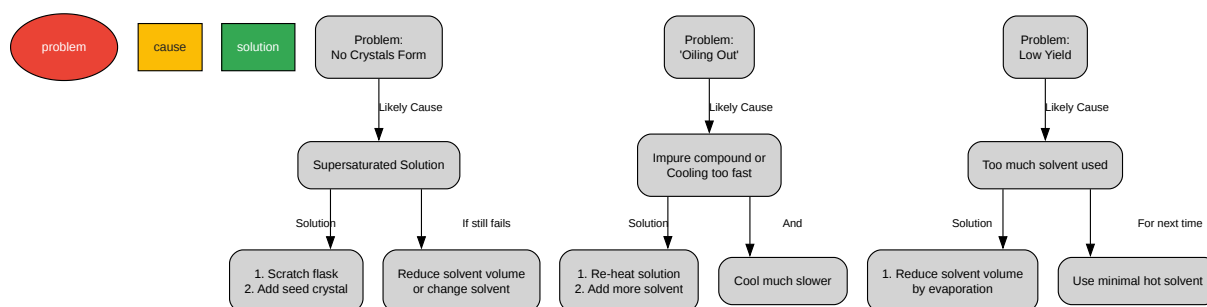 problem
cause
solution
Problem:
No Crystals Form
Problem:
'Oiling Out'
Problem:
Low Yield
Likely Cause
Likely Cause
Likely Cause
Supersaturated Solution
Impure compound or
Cooling too fast
Too much solvent used
Solution
If still fails
Solution
And
Solution
For next time
1. Scratch flask
2. Add seed crystal
Reduce solvent volume
or change solvent
1. Re-heat solution
2. Add more solvent
Cool much slower
1. Reduce solvent volume
by evaporation
Use minimal hot solvent